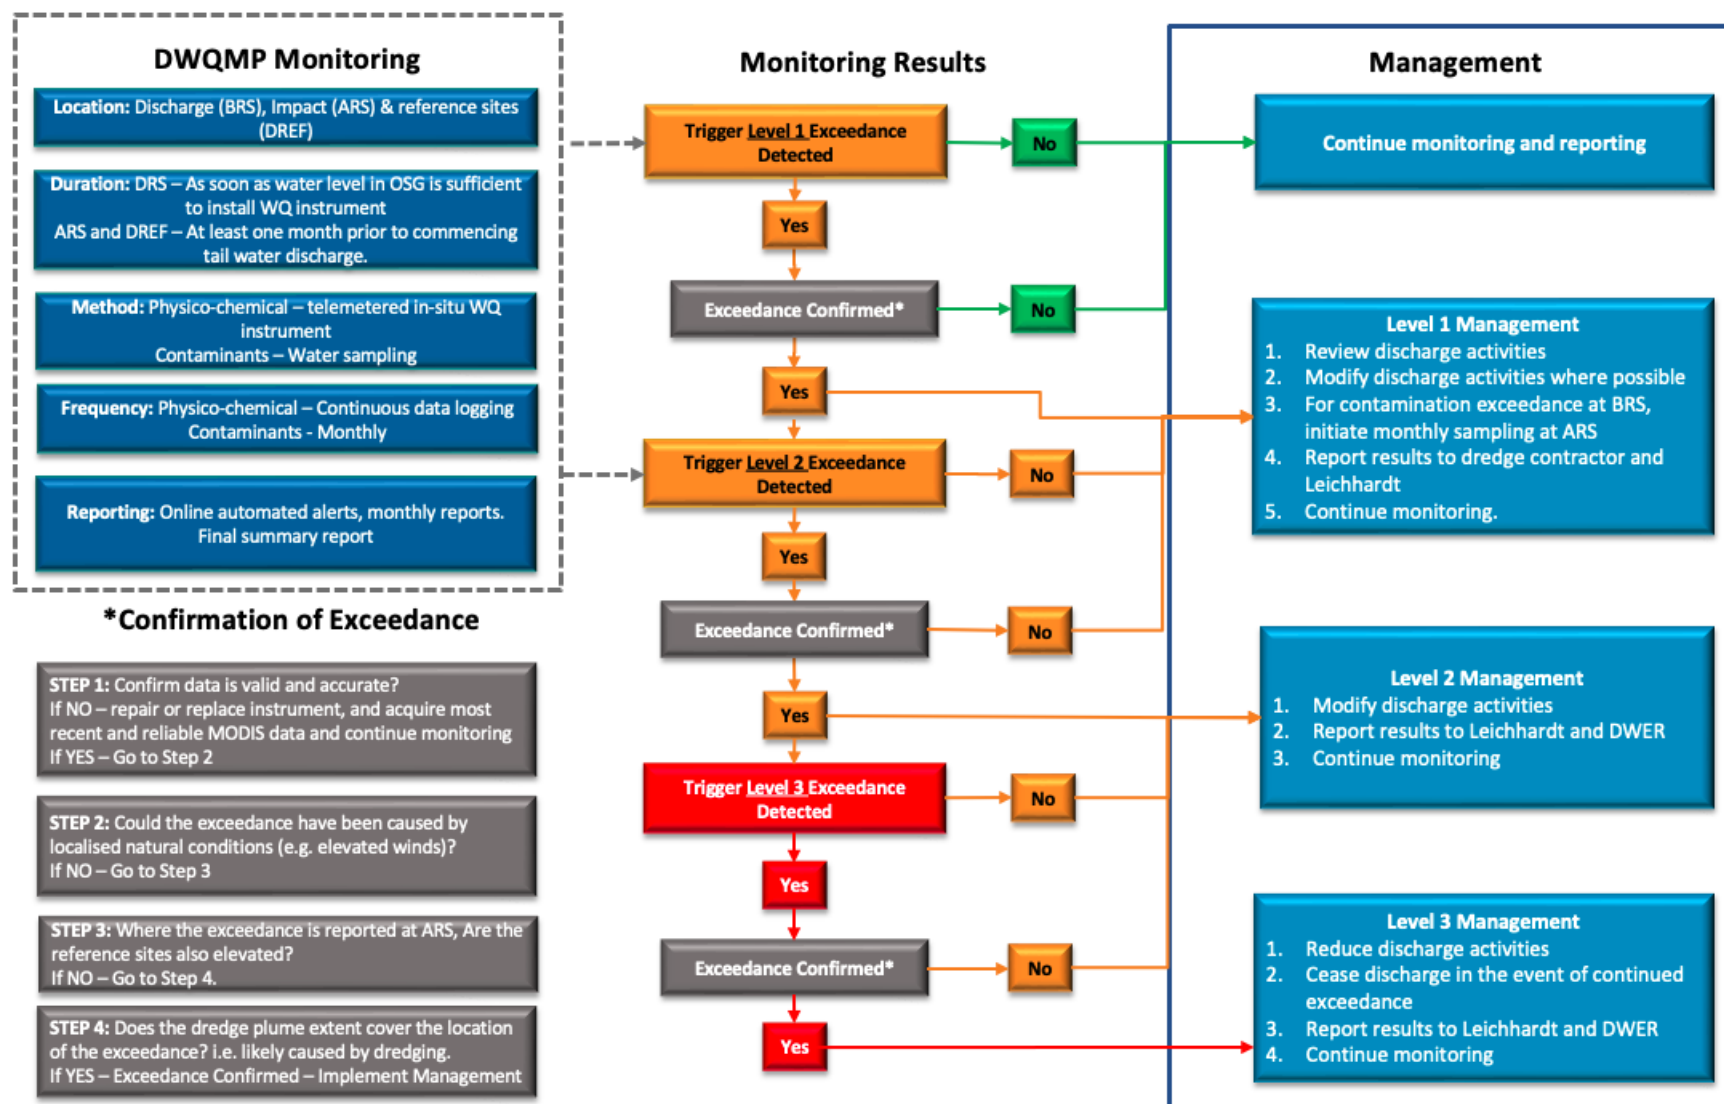 DWQMP Monitoring
Location: Discharge (BRS), Impact (ARS) & reference sites
(DREF)
Duration: DRS – As soon as water level in OSG is sufficient
to install WQ instrument
ARS and DREF – At least one month prior to commencing
tail water discharge.
Method: Physico-chemical – telemetered in-situ WQ
instrument
Contaminants – Water sampling
Frequency: Physico-chemical – Continuous data logging
Contaminants - Monthly
Reporting: Online automated alerts, monthly reports.
Final summary report
*Confirmation of Exceedance
STEP 1: Confirm data is valid and accurate?
If NO – repair or replace instrument, and acquire most
recent and reliable MODIS data and continue monitoring
If YES – Go to Step 2
STEP 2: Could the exceedance have been caused by
localised natural conditions (e.g. elevated winds)?
If NO – Go to Step 3
STEP 3: Where the exceedance is reported at ARS, Are the
reference sites also elevated?
If NO – Go to Step 4.
STEP 4: Does the dredge plume extent cover the location
of the exceedance? i.e. likely caused by dredging.
If YES – Exceedance Confirmed – Implement Management
Monitoring Results
Trigger Level 1 Exceedance
Detected
No
Yes
Exceedance Confirmed*
No
Yes
Trigger Level 2 Exceedance
Detected
No
Yes
Exceedance Confirmed*
No
Yes
Trigger Level 3 Exceedance
Detected
No
Yes
Exceedance Confirmed*
No
Yes
Management
Continue monitoring and reporting
Level 1 Management
1. Review discharge activities
2. Modify discharge activities where possible
3. For contamination exceedance at BRS,
initiate monthly sampling at ARS
4. Report results to dredge contractor and
Leichhardt
5. Continue monitoring.
Level 2 Management
1. Modify discharge activities
2. Report results to Leichhardt and DWER
3. Continue monitoring
Level 3 Management
1. Reduce discharge activities
2. Cease discharge in the event of continued
exceedance
3. Report results to Leichhardt and DWER
4. Continue monitoring